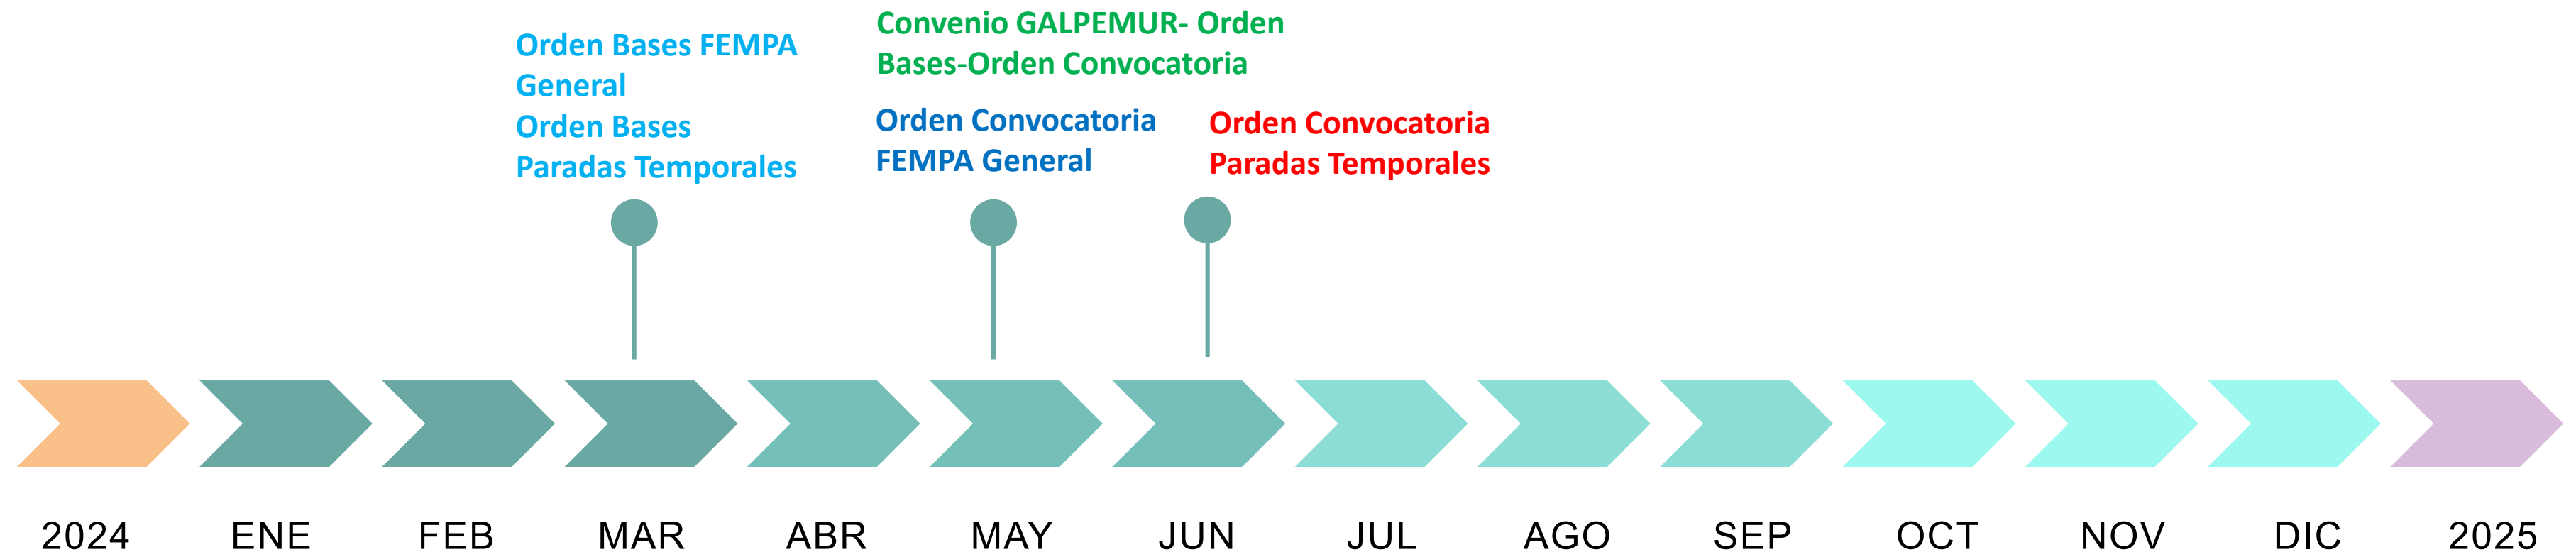 Orden Bases FEMPA
General
Orden Bases
Paradas Temporales
Convenio GALPEMUR- Orden
Bases-Orden Convocatoria
Orden Convocatoria
FEMPA General
Orden Convocatoria
Paradas Temporales
2024 ENE FEB MAR ABR MAY JUN JUL AGO SEP OCT NOV DIC 2025